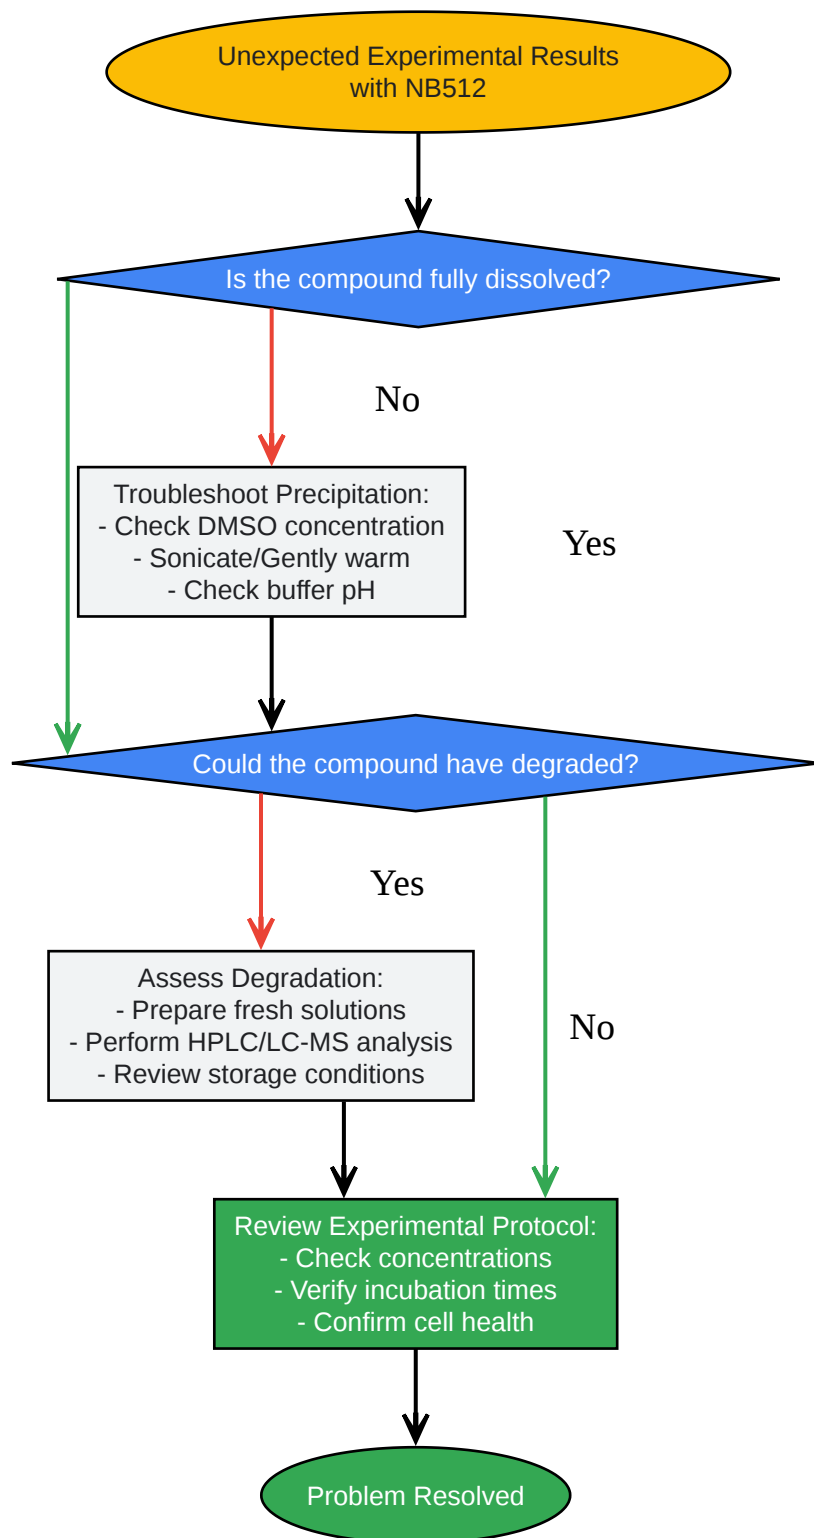 Unexpected Experimental Results
with NB512
Is the compound fully dissolved?
No
Troubleshoot Precipitation:
- Check DMSO concentration
- Sonicate/Gently warm
- Check buffer pH
Yes
Could the compound have degraded?
Yes
Assess Degradation:
- Prepare fresh solutions
- Perform HPLC/LC-MS analysis
- Review storage conditions
No
Review Experimental Protocol:
- Check concentrations
- Verify incubation times
- Confirm cell health
Problem Resolved